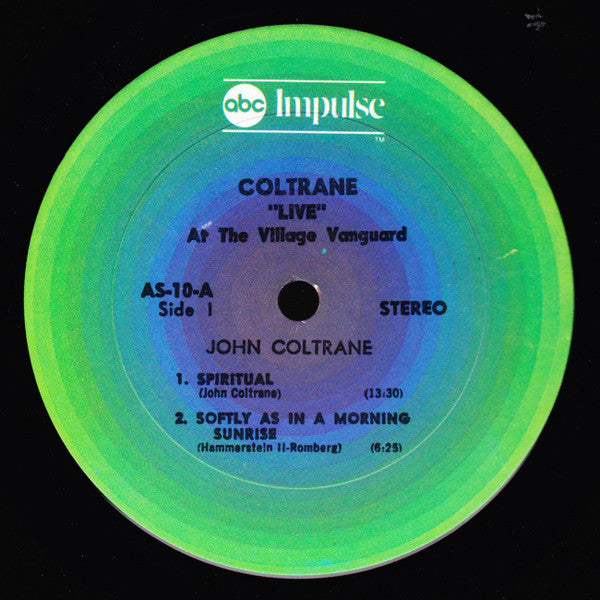 abc Impulse
TM
COLTRANE
"LIVE"
At The Village Vanguard
AS-10-A
Side 1 STEREO
JOHN COLTRANE
1. SPIRITUAL
(John Coltrane) (13:30)
2. SOFTLY AS IN A MORNING
SUNRISE
(Hammerstein II-Romberg) (6:25)